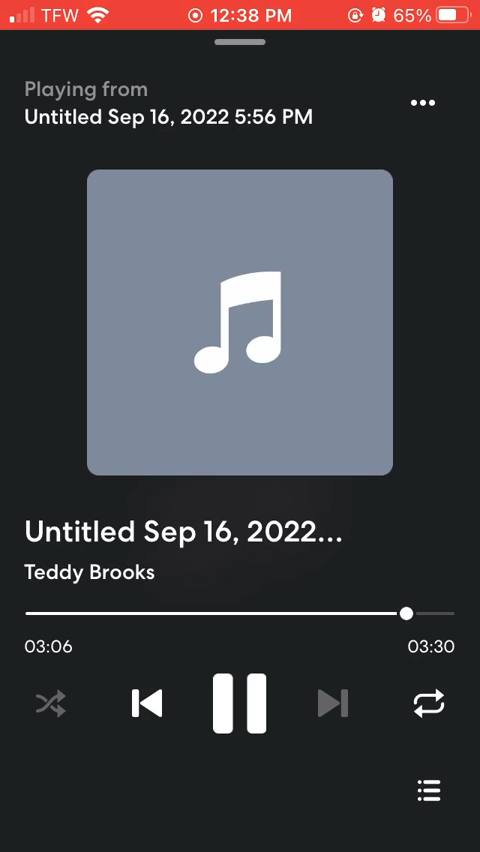 TFW 12:38 PM 65%
Playing from
Untitled Sep 16, 2022 5:56 PM
Untitled Sep 16, 2022...
Teddy Brooks
03:06 03:30